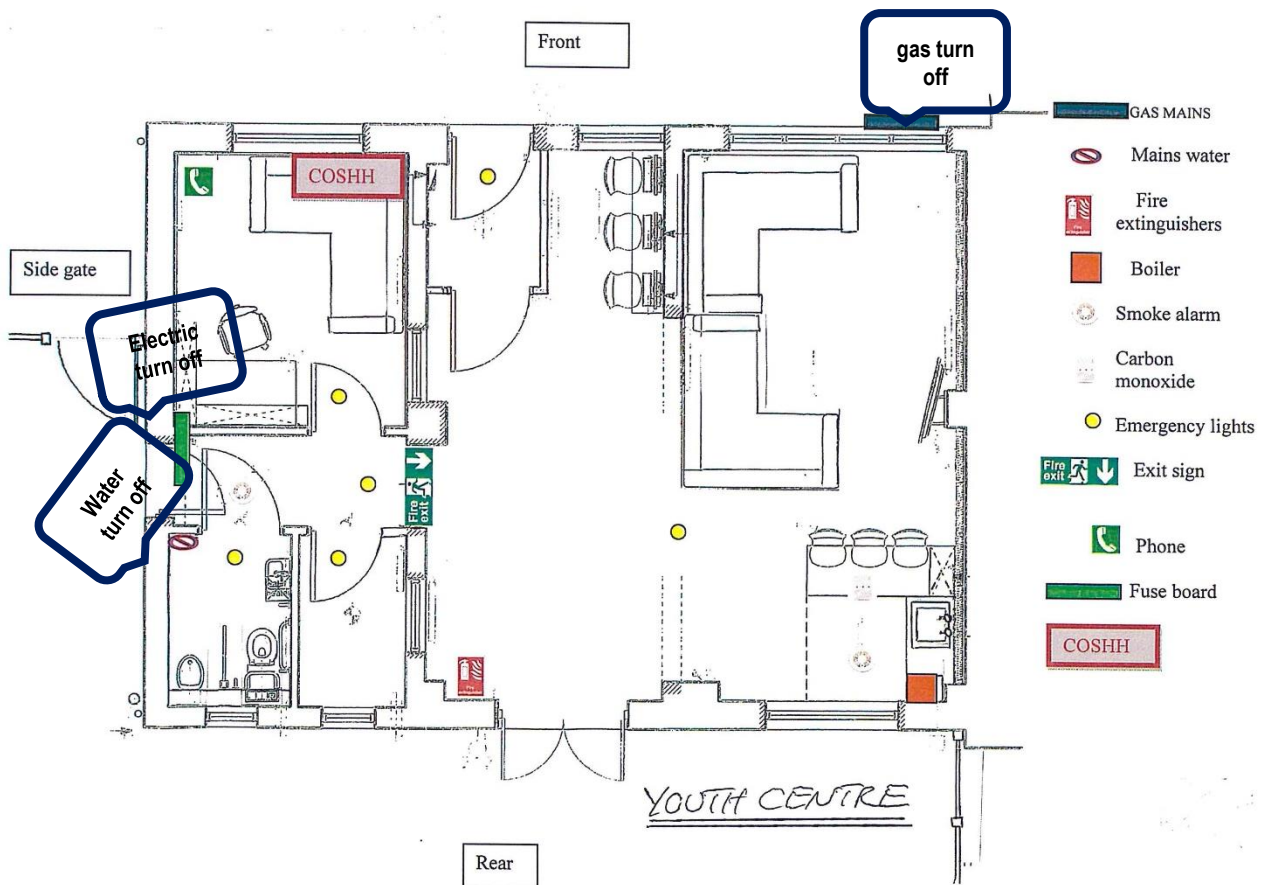 Front
gas turn
off
GAS MAINS
Mains water
Fire
extinguishers
Boiler
Smoke alarm
Carbon
monoxide
Emergency lights
Fire
exit
Exit sign
Phone
Fuse board
COSHH
COSHH
Side gate
Electric
turn off
Water
turn off
Fire
exit
YOUTH CENTRE
Rear